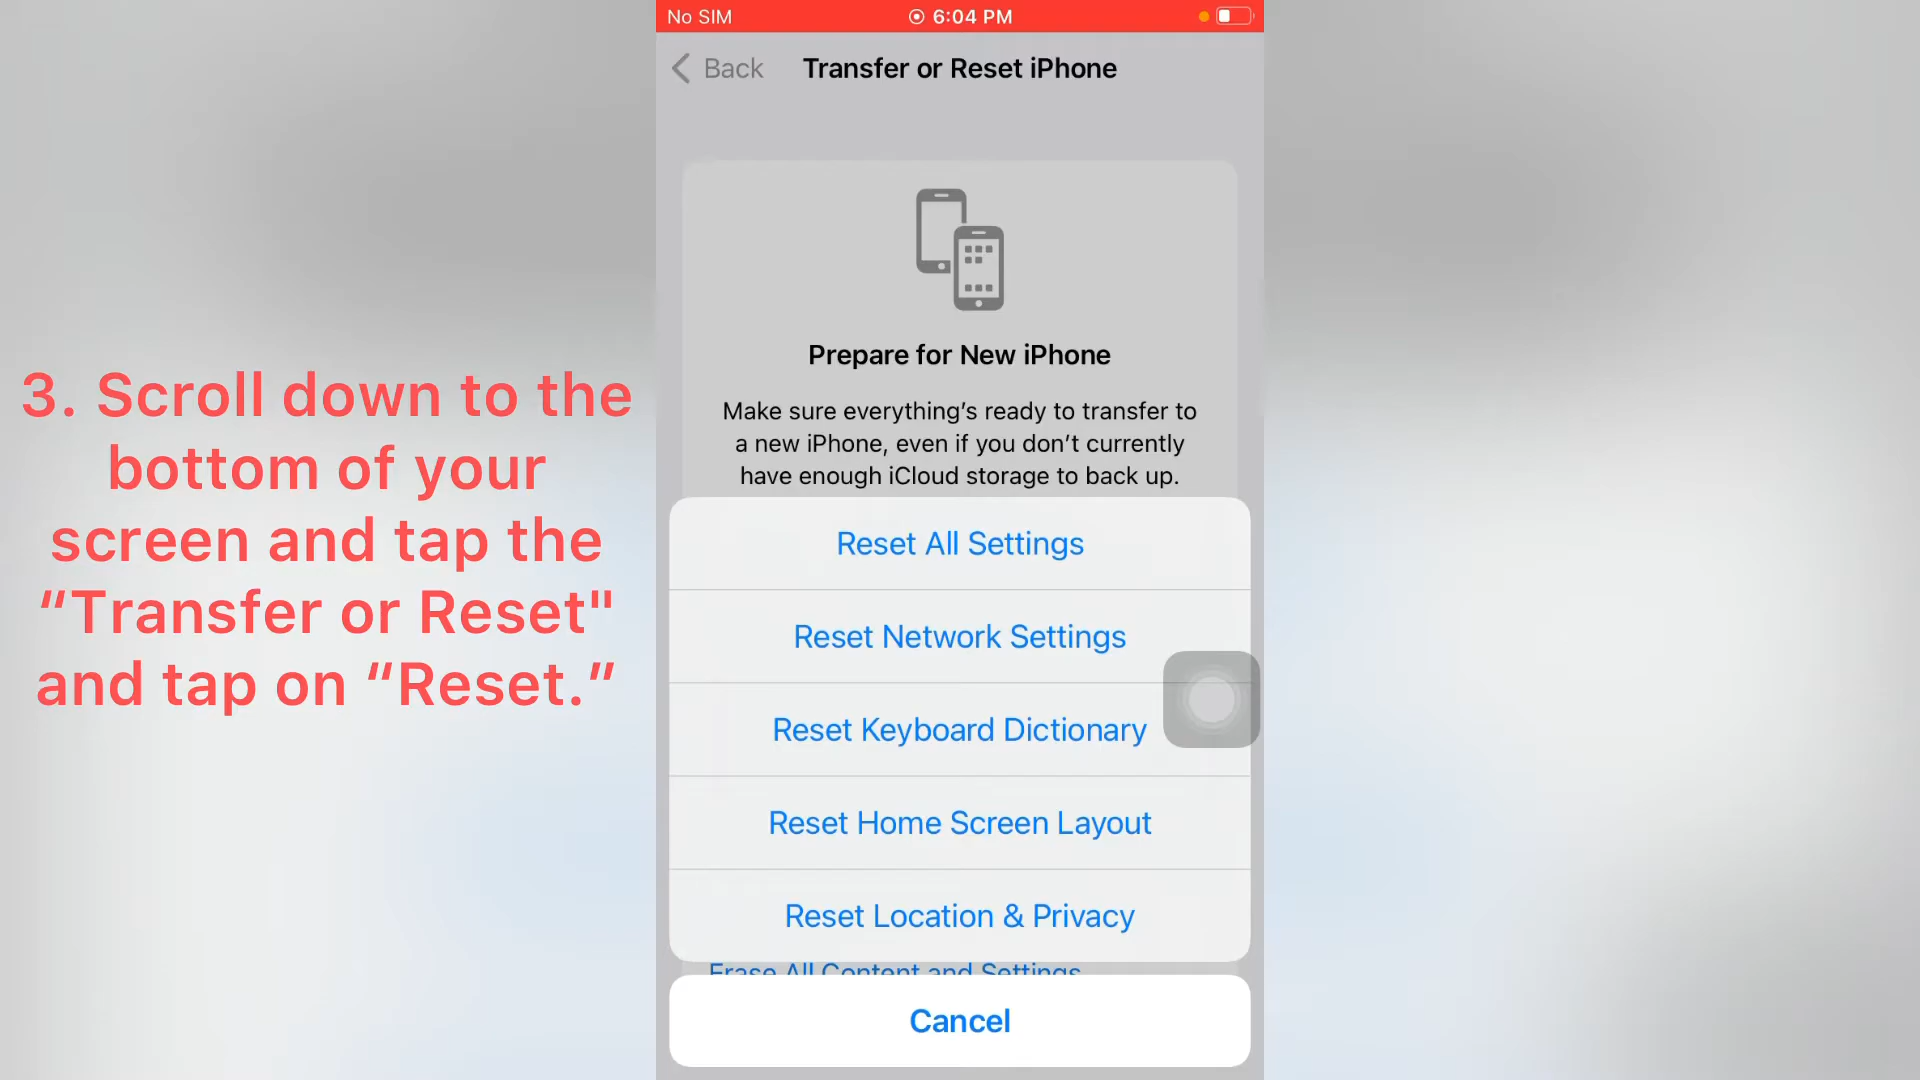 No SIM
6:04 PM
Back
Transfer or Reset iPhone
Prepare for New iPhone
Make sure everything’s ready to transfer to
a new iPhone, even if you don’t currently
have enough iCloud storage to back up.
3. Scroll down to the
bottom of your
screen and tap the
“Transfer or Reset"
and tap on “Reset.”
Reset All Settings
Reset Network Settings
Reset Keyboard Dictionary
Reset Home Screen Layout
Reset Location & Privacy
Erase All Content and Settings
Cancel